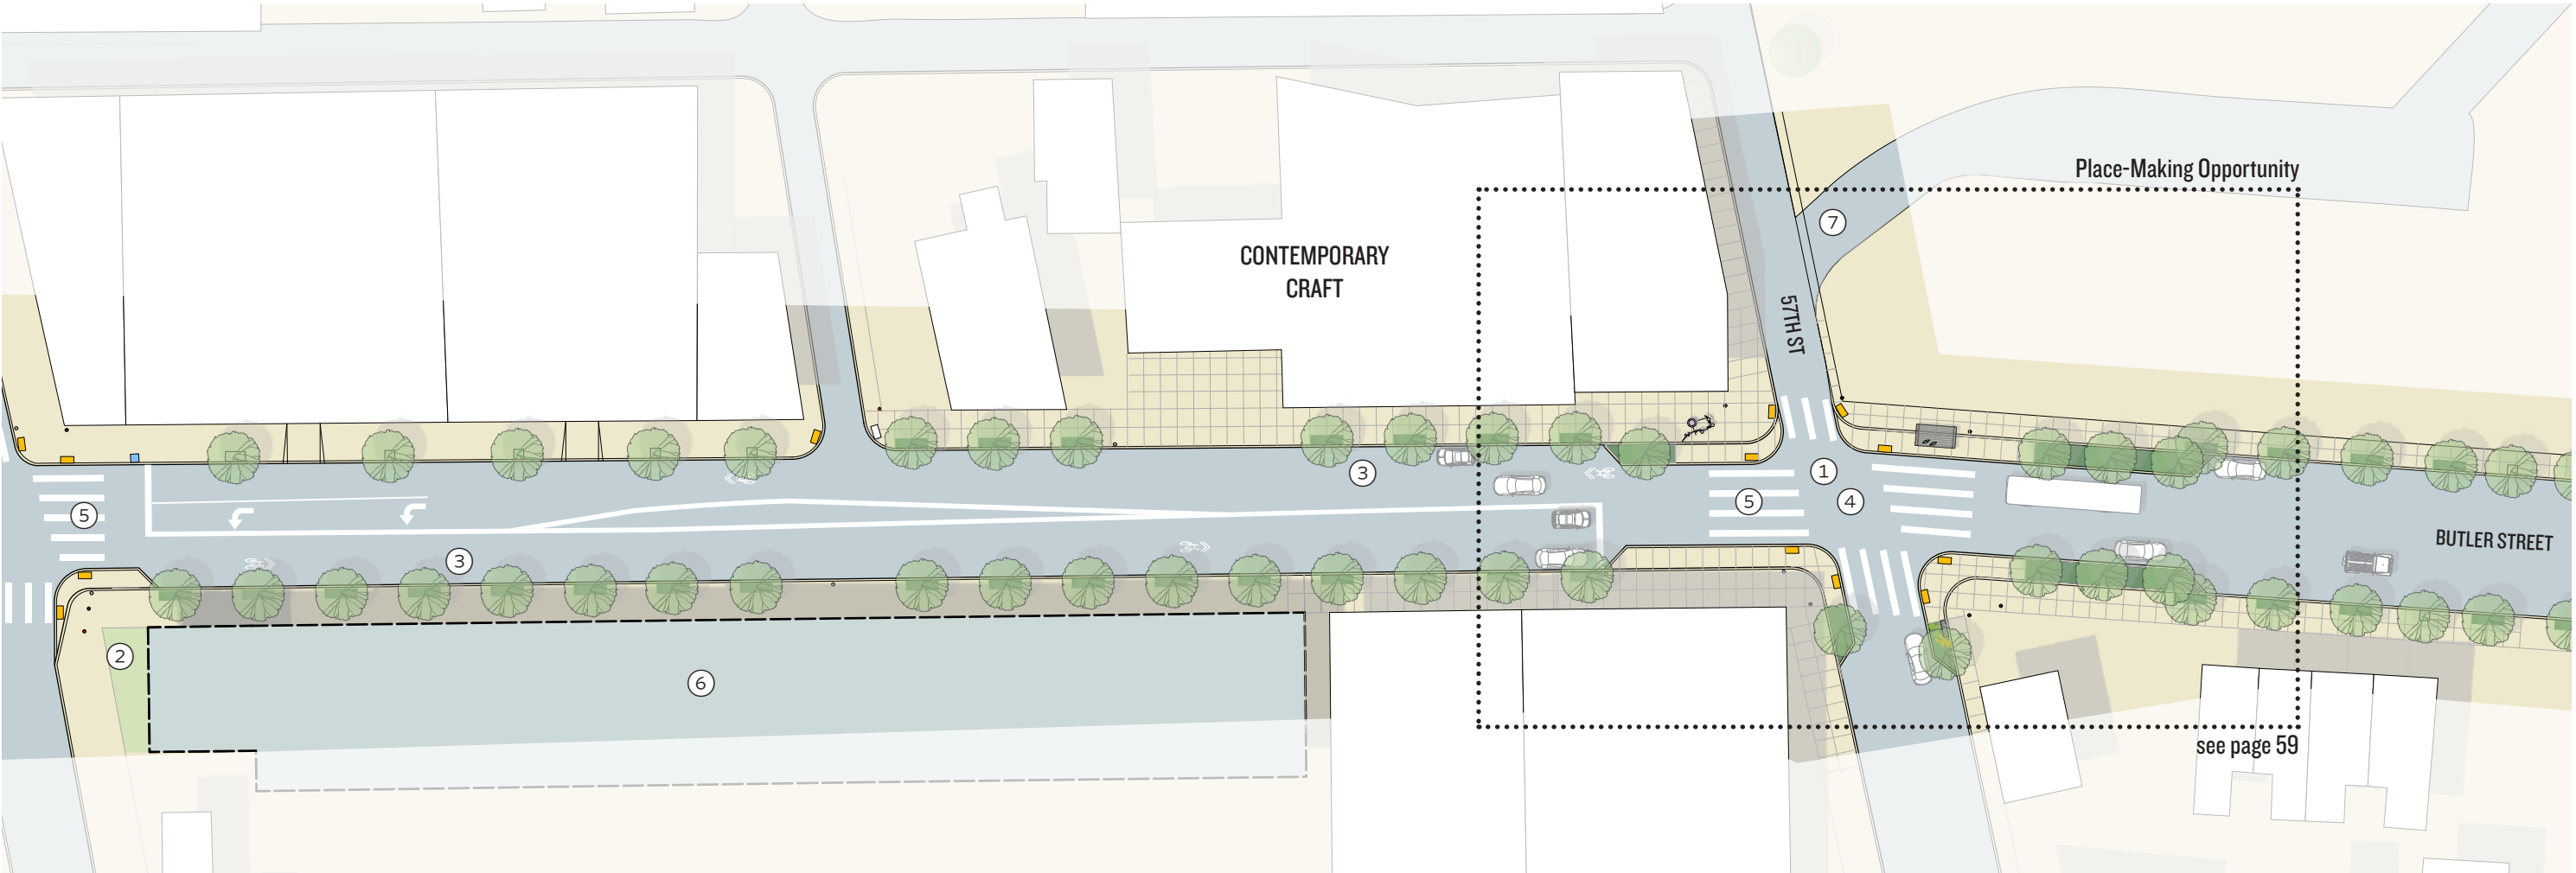 Place-Making Opportunity
7
CONTEMPORARY
CRAFT
57TH ST
3
1
5
5
4
BUTLER STREET
3
2
6
see page 59